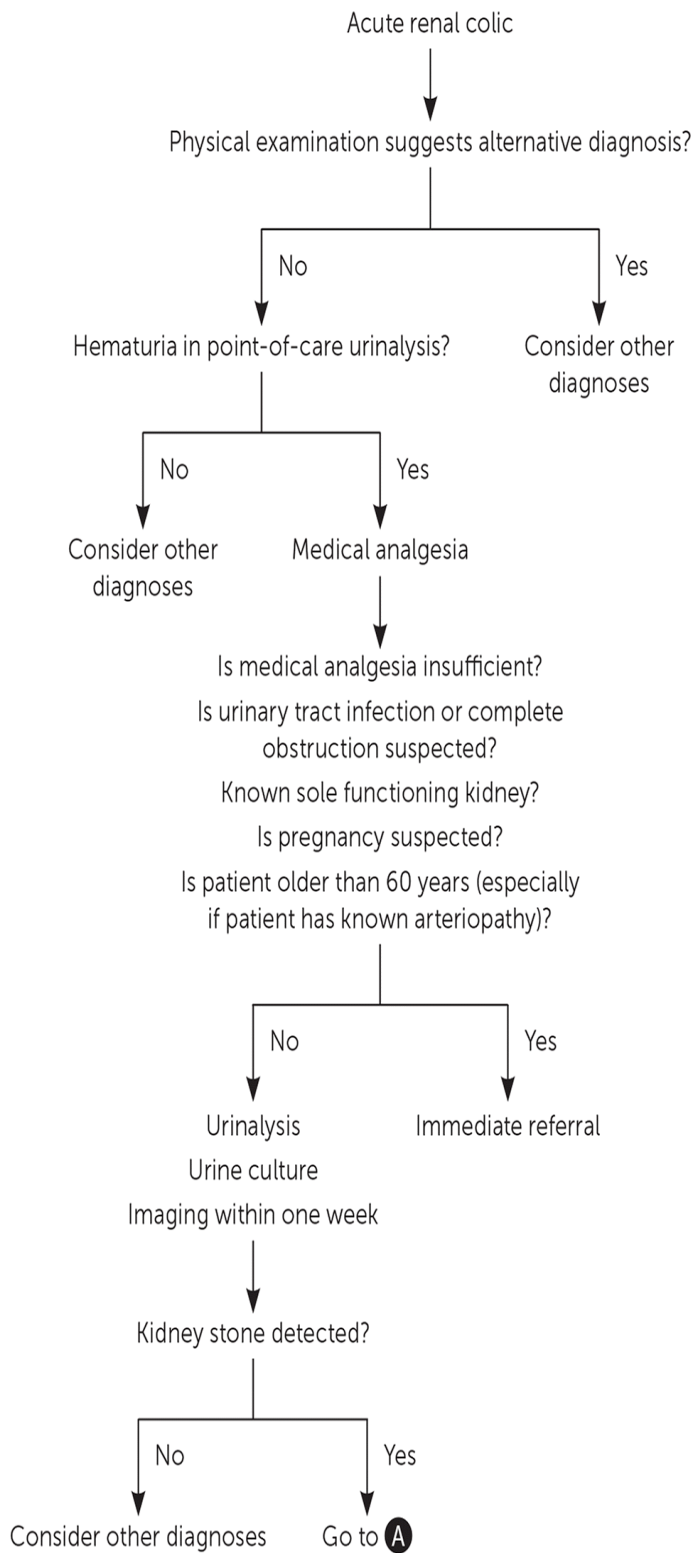 Acute renal colic
Physical examination suggests alternative diagnosis?
No
Yes
Hematuria in point-of-care urinalysis?
Consider other
diagnoses
No
Yes
Consider other
diagnoses
Medical analgesia
Is medical analgesia insufficient?
Is urinary tract infection or complete
obstruction suspected?
Known sole functioning kidney?
Is pregnancy suspected?
Is patient older than 60 years (especially
if patient has known arteriopathy)?
No
Yes
Urinalysis
Urine culture
Imaging within one week
Immediate referral
Kidney stone detected?
No
Yes
Consider other diagnoses
Go to A